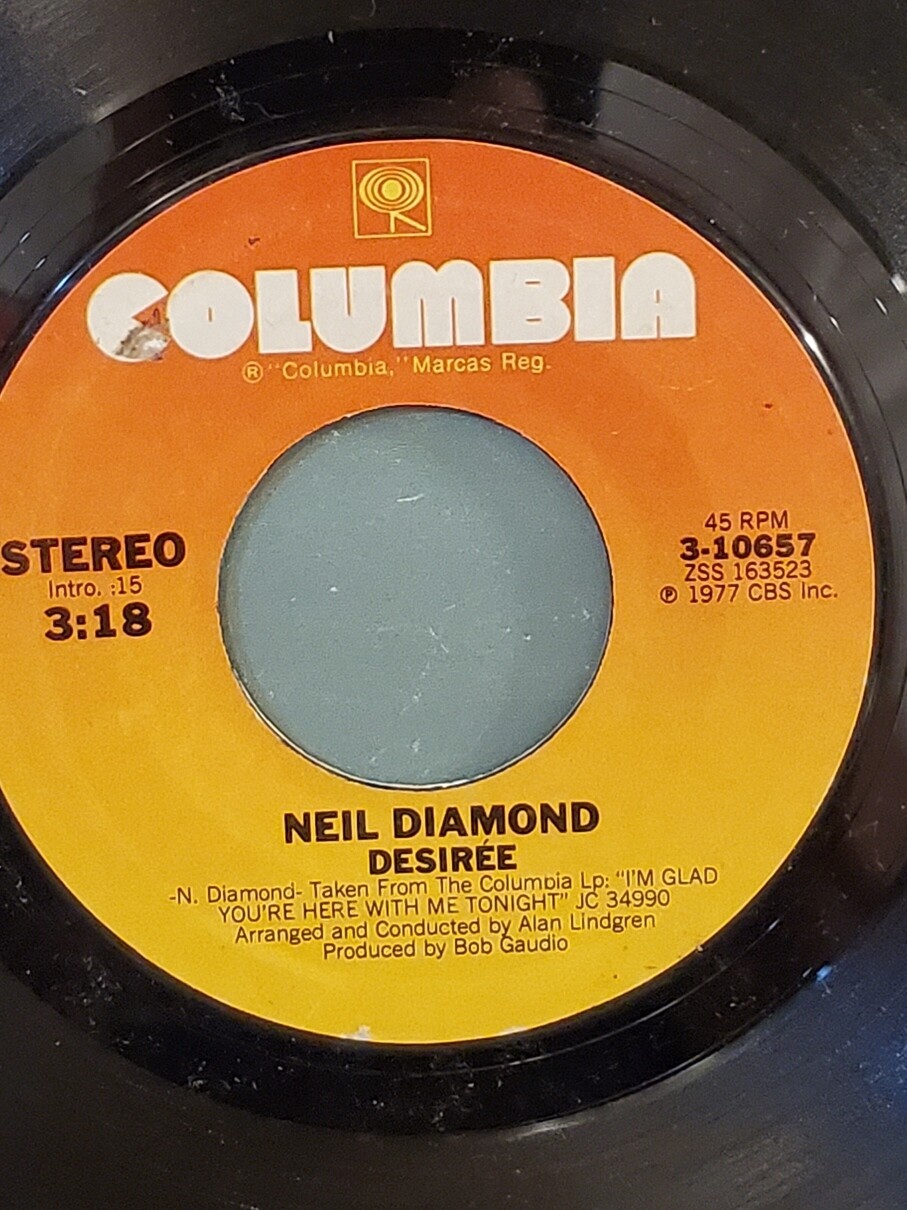 COLUMBIA
® "Columbia," Marcas Reg.
STEREO
Intro. :15
3:18
45 RPM
3-10657
ZSS 163523
℗ 1977 CBS Inc.
NEIL DIAMOND
DESIRÉE
-N. Diamond- Taken From The Columbia Lp: "I'M GLAD
YOU'RE HERE WITH ME TONIGHT" JC 34990
Arranged and Conducted by Alan Lindgren
Produced by Bob Gaudio